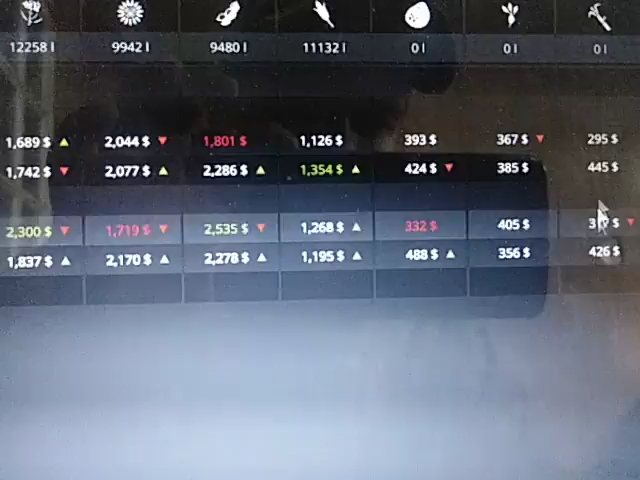 12258 l 9942 l 9480 l 11132 l 0 l 0 l 0 l
1,689 $ 2,044 $ 1,801 $ 1,126 $ 393 $ 367 $ 295 $
1,742 $ 2,077 $ 2,286 $ 1,354 $ 424 $ 385 $ 445 $
2,300 $ 1,719 $ 2,535 $ 1,268 $ 332 $ 405 $
1,837 $ 2,170 $ 2,278 $ 1,195 $ 488 $ 356 $ 426 $